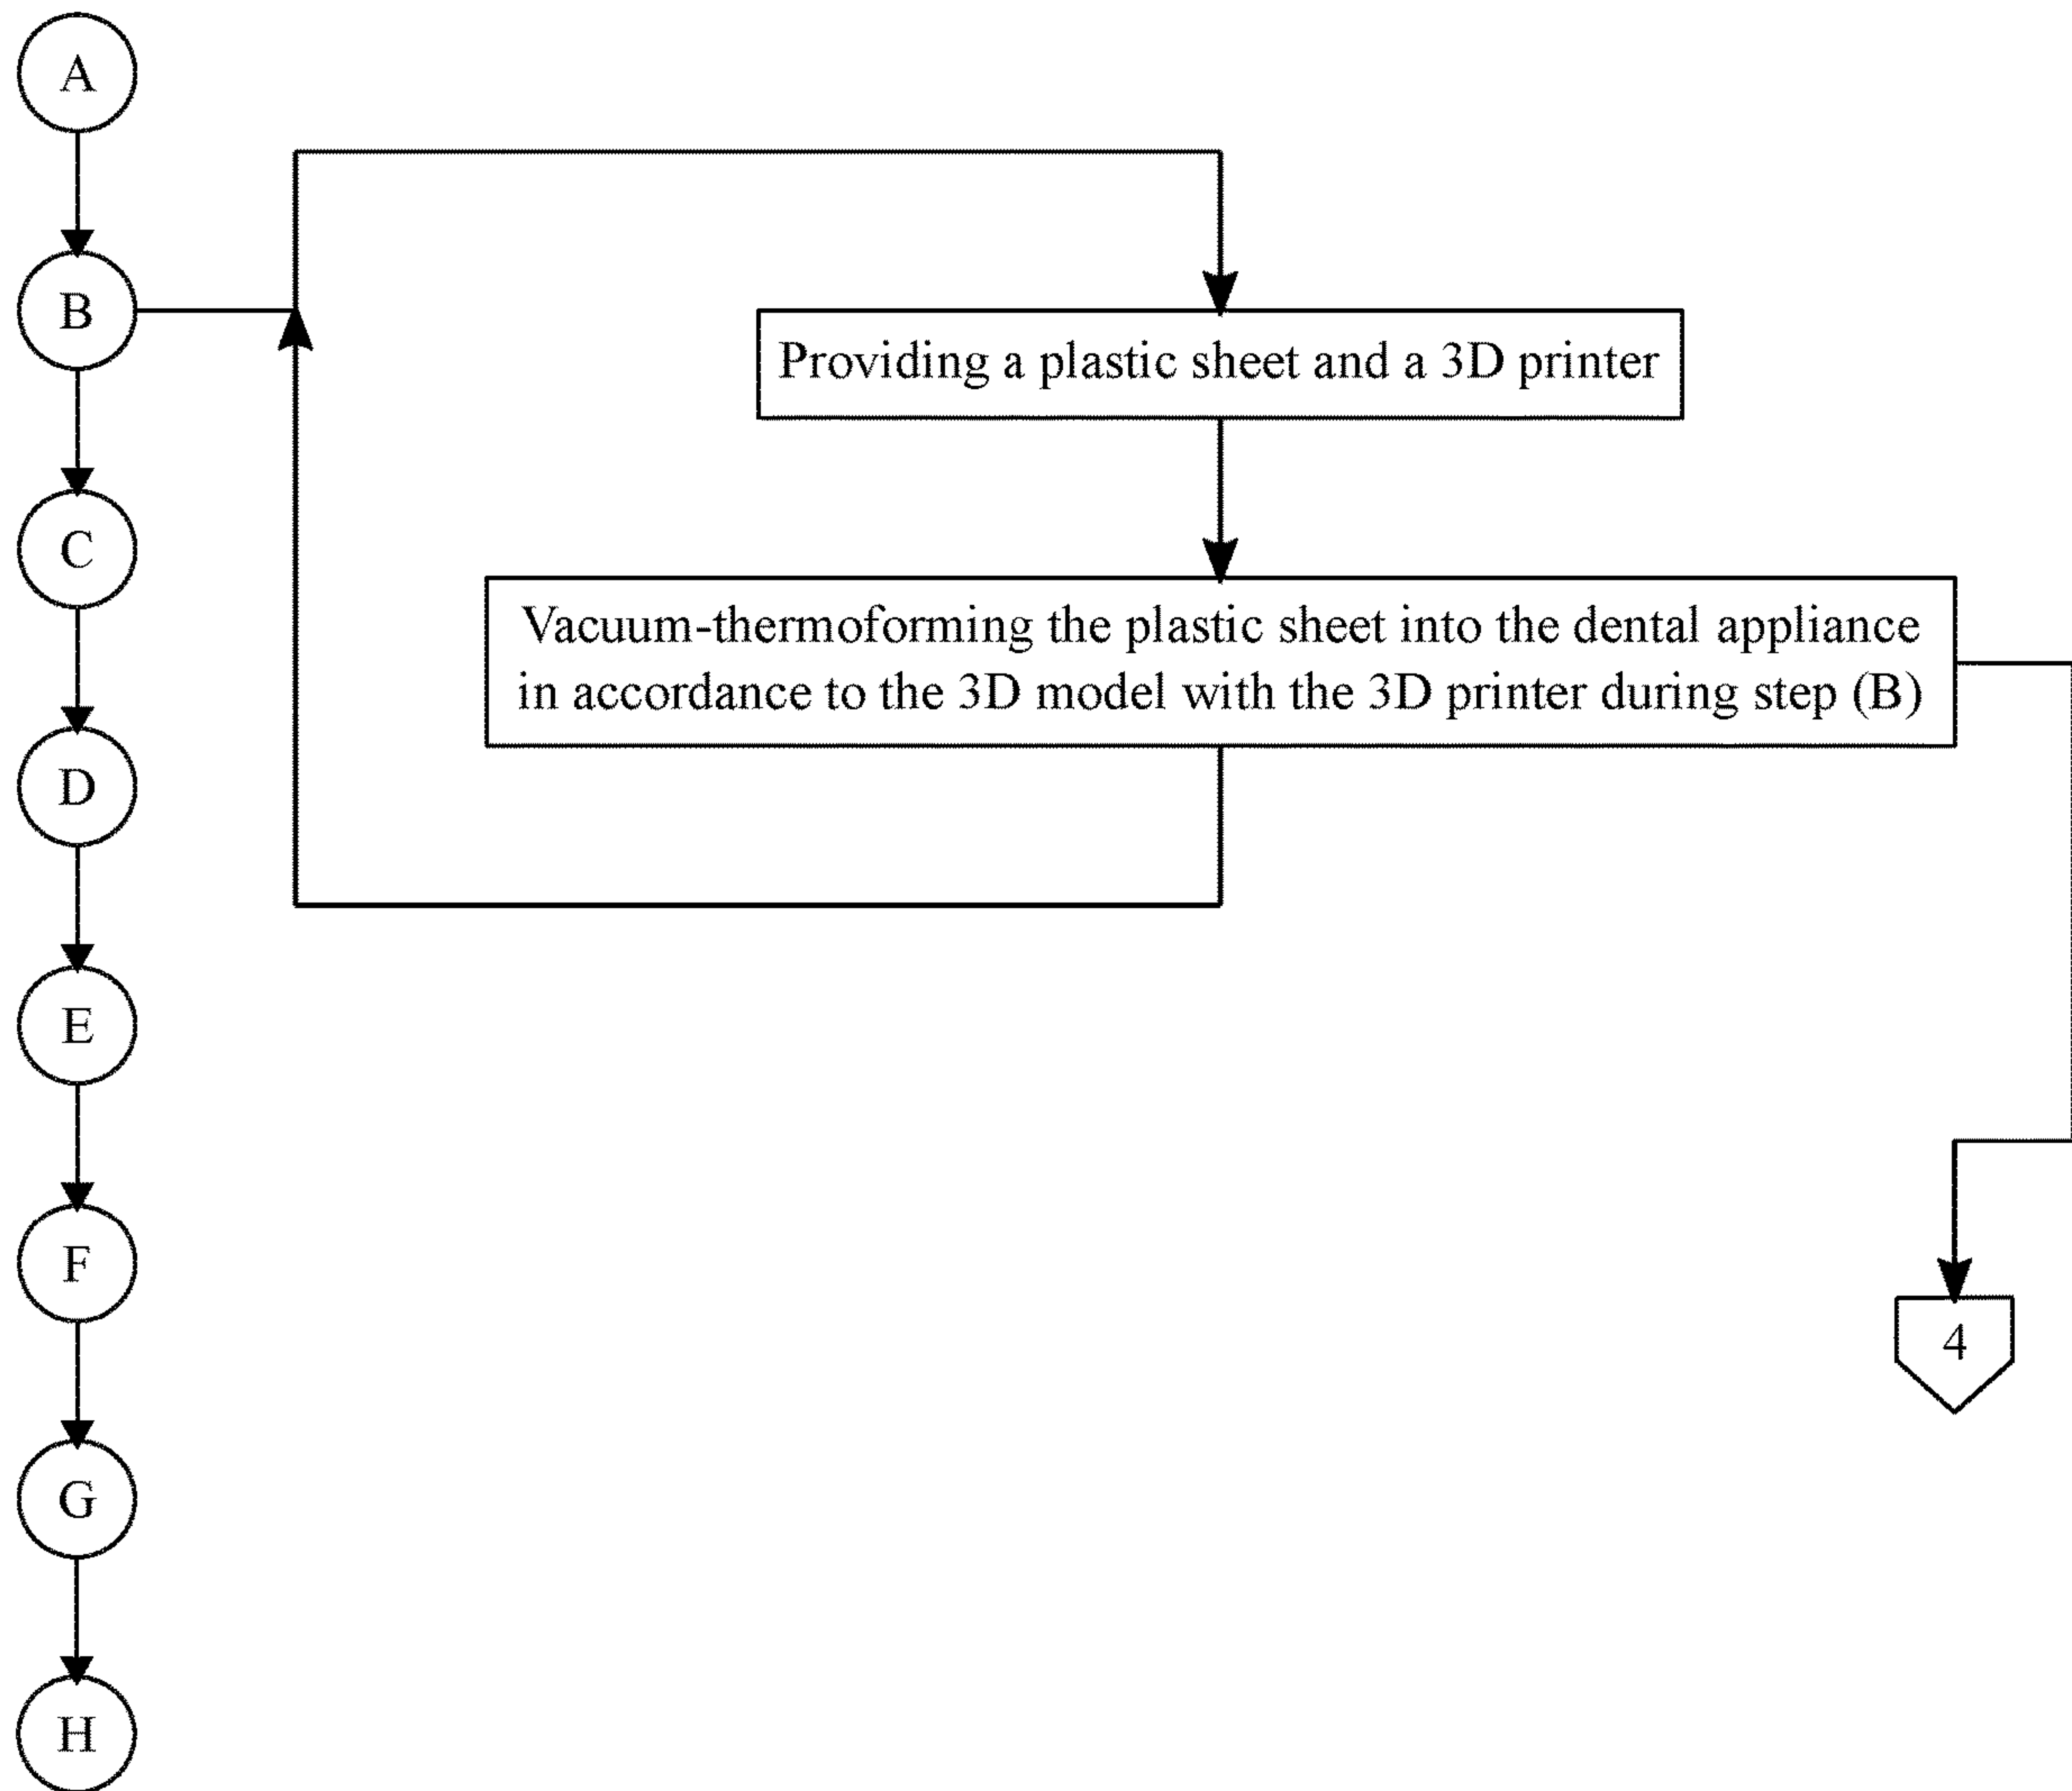 A
B
Providing a plastic sheet and a 3D printer
C
Vacuum-thermoforming the plastic sheet into the dental appliance
in accordance to the 3D model with the 3D printer during step (B)
D
E
F
4
G
H